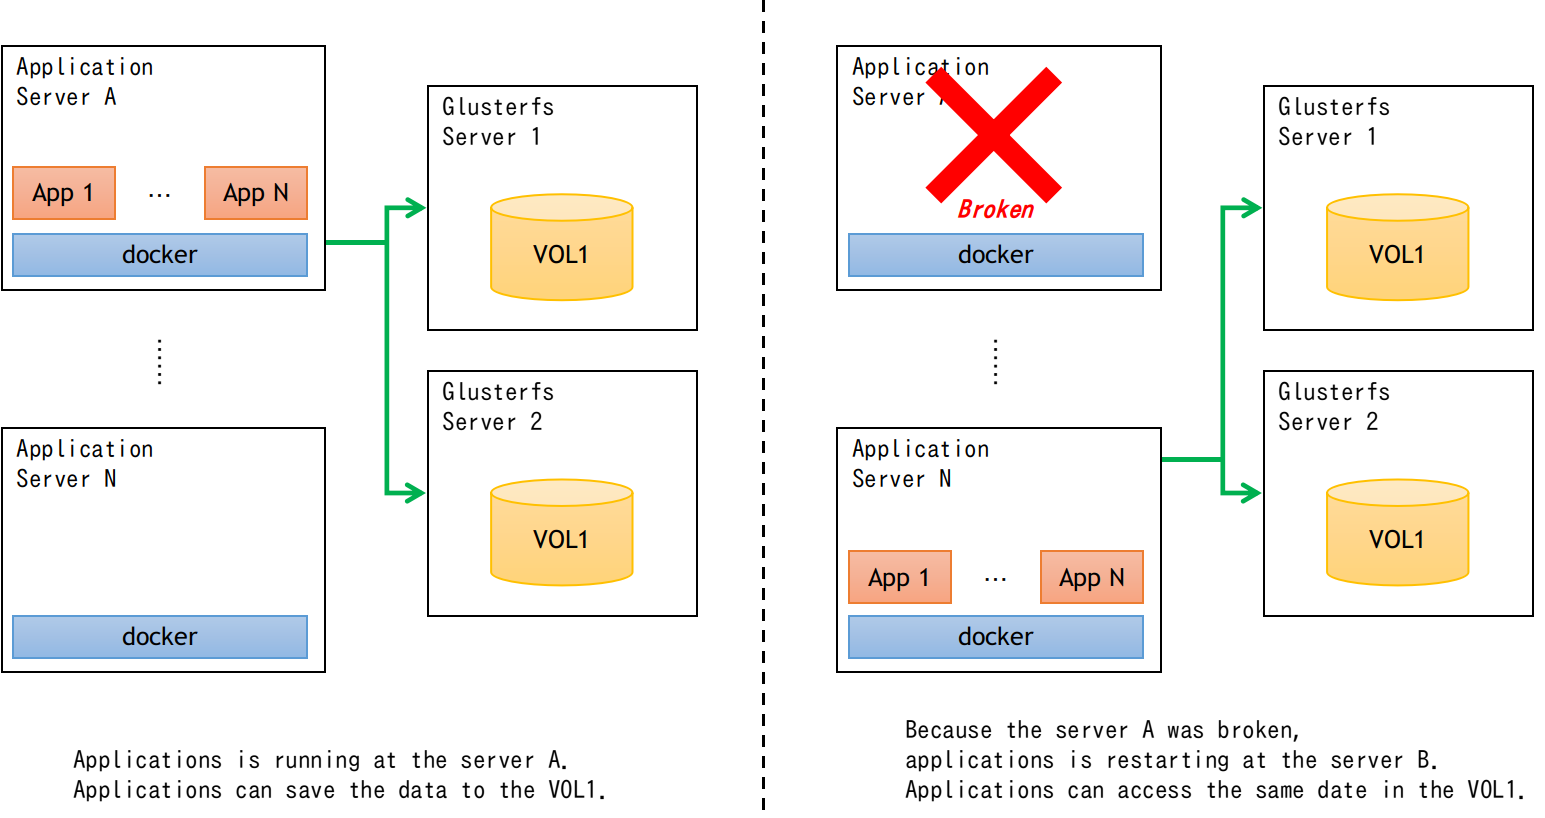 Application
Server A
App 1
...
App N
docker
Glusterfs
Server 1
VOL1
Glusterfs
Server 2
VOL1
Application
Server N
docker
Applications is running at the server A.
Applications can save the data to the VOL1.
Application
Server
Broken
docker
Glusterfs
Server 1
VOL1
Glusterfs
Server 2
VOL1
Application
Server N
App 1
...
App N
docker
Because the server A was broken,
applications is restarting at the server B.
Applications can access the same date in the VOL1.